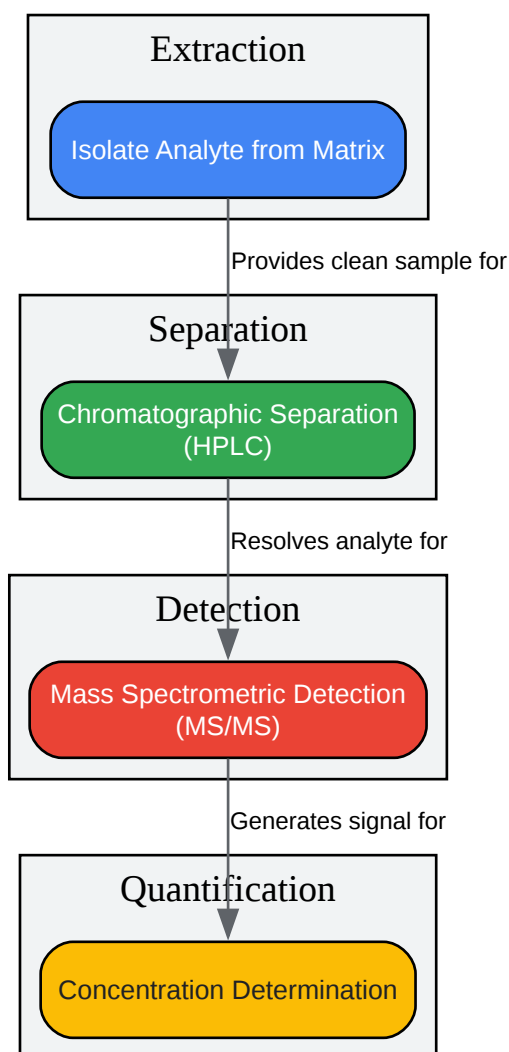 Extraction
Isolate Analyte from Matrix
Provides clean sample for
Separation
Chromatographic Separation
(HPLC)
Resolves analyte for
Detection
Mass Spectrometric Detection
(MS/MS)
Generates signal for
Quantification
Concentration Determination